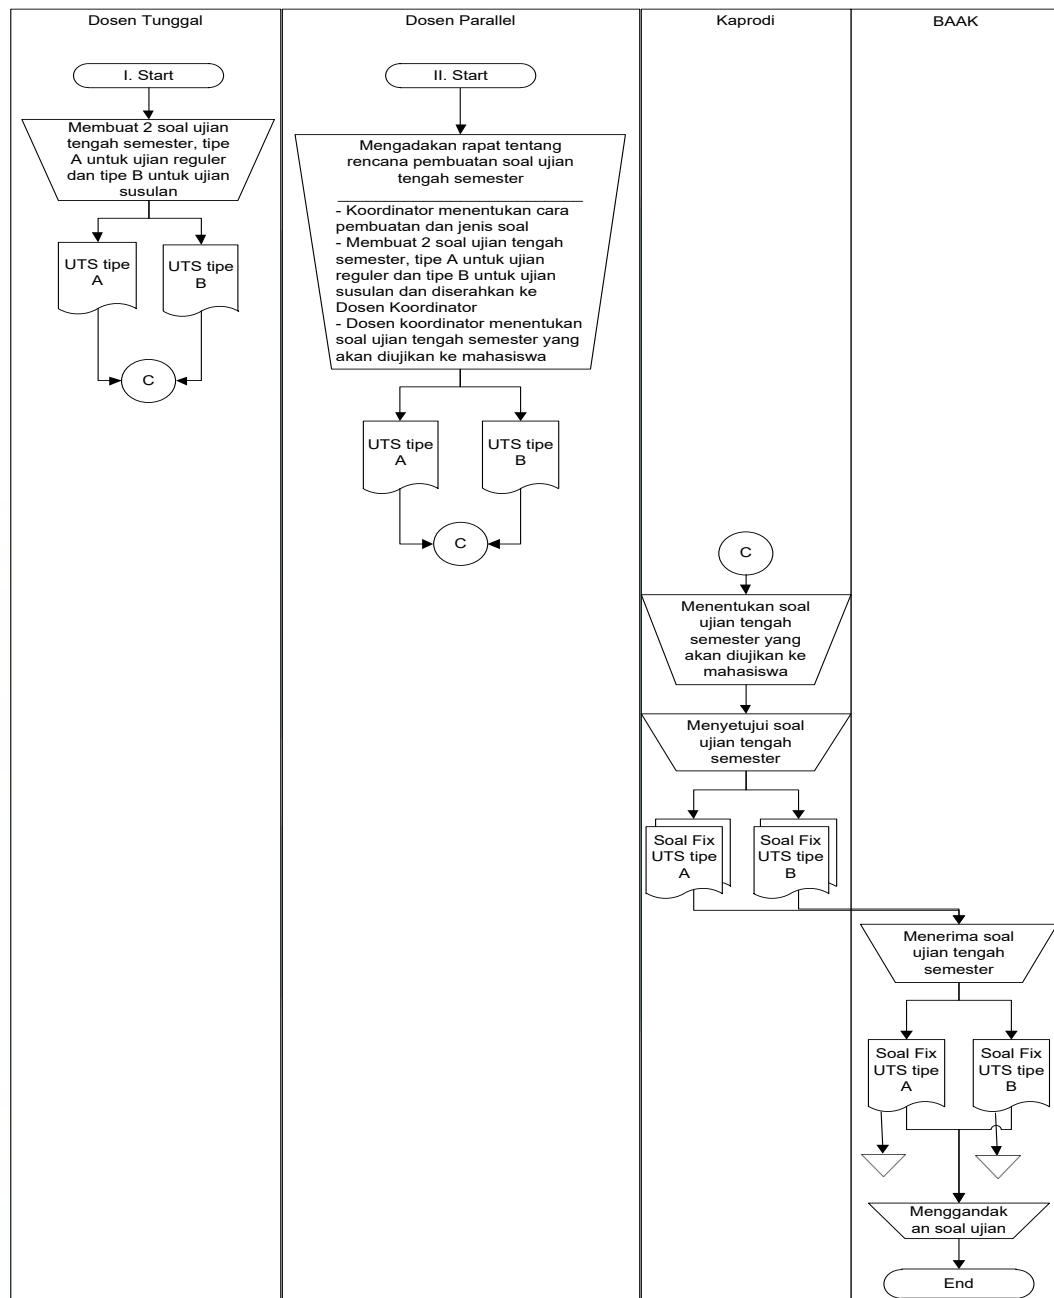 Dosen Tunggal
Dosen Parallel
Kaprodi
BAAK
I. Start
Membuat 2 soal ujian
tengah semester, tipe
A untuk ujian reguler
dan tipe B untuk ujian
susulan
UTS tipe
A
UTS tipe
B
C
II. Start
Mengadakan rapat tentang
rencana pembuatan soal ujian
tengah semester
- Koordinator menentukan cara
pembuatan dan jenis soal
- Membuat 2 soal ujian tengah
semester, tipe A untuk ujian
reguler dan tipe B untuk ujian
susulan dan diserahkan ke
Dosen Koordinator
- Dosen koordinator menentukan
soal ujian tengah semester yang
akan diujikan ke mahasiswa
UTS tipe
A
UTS tipe
B
C
C
Menentukan soal
ujian tengah
semester yang
akan diujikan ke
mahasiswa
Menyetujui soal
ujian tengah
semester
Soal Fix
UTS tipe
A
Soal Fix
UTS tipe
B
Menerima soal
ujian tengah
semester
Soal Fix
UTS tipe
A
Soal Fix
UTS tipe
B
Menggandak
an soal ujian
End